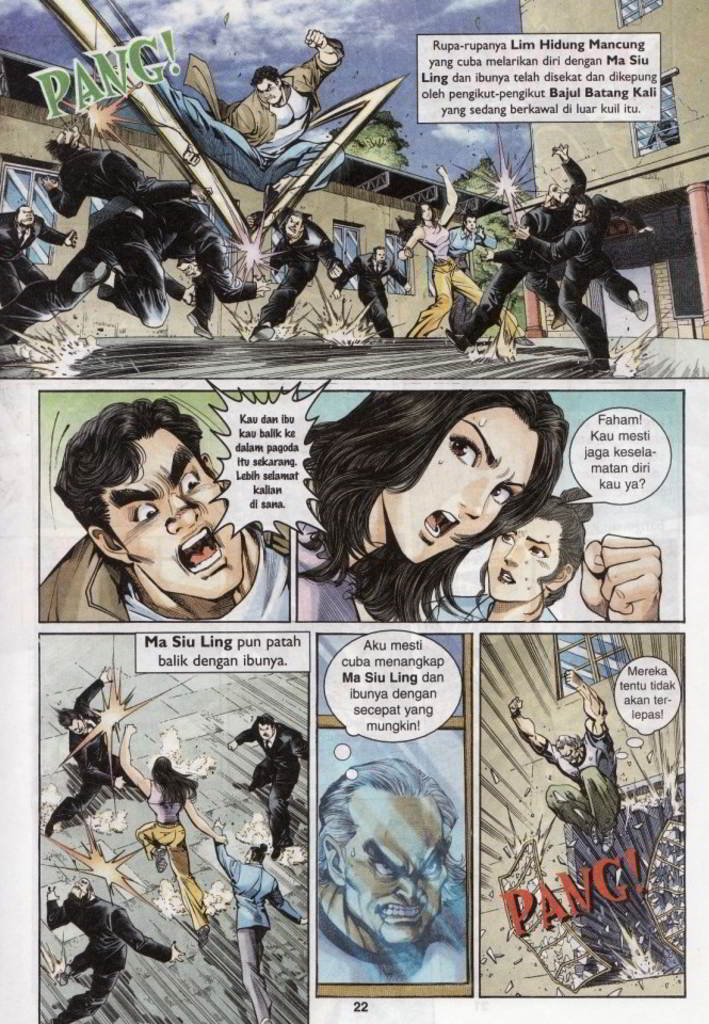 PANG!
Rupa-rupanya Lim Hidung Mancung
yang cuba melarikan diri dengan Ma Siu
Ling dan ibunya telah disekat dan dikepung
oleh pengikut-pengikut Bajul Batang Kali
yang sedang berkawal di luar kuil itu.
Kau dan ibu
kau balik ke
dalam pagoda
itu sekarang.
Lebih selamat
kalian
di sana.
Faham!
Kau mesti
jaga kesela-
matan diri
kau ya?
Ma Siu Ling pun patah
balik dengan ibunya.
Aku mesti
cuba menangkap
Ma Siu Ling dan
ibunya dengan
secepat yang
mungkin!
Mereka
tentu tidak
akan ter-
lepas!
PANG!
22